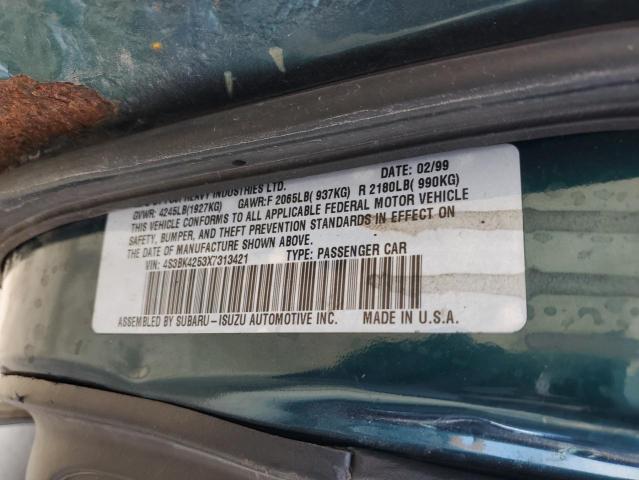 HEAVY INDUSTRIES LTD. DATE: 02/99
GVWR: 4245LB(1927KG) GAWR:F 2065LB( 937KG) R 2180LB( 990KG)
THIS VEHICLE CONFORMS TO ALL APPLICABLE FEDERAL MOTOR VEHICLE
SAFETY, BUMPER, AND THEFT PREVENTION STANDARDS IN EFFECT ON
THE DATE OF MANUFACTURE SHOWN ABOVE.
VIN: 4S3BK4253X7313421 TYPE: PASSENGER CAR
ASSEMBLED BY SUBARU-ISUZU AUTOMOTIVE INC. MADE IN U.S.A.